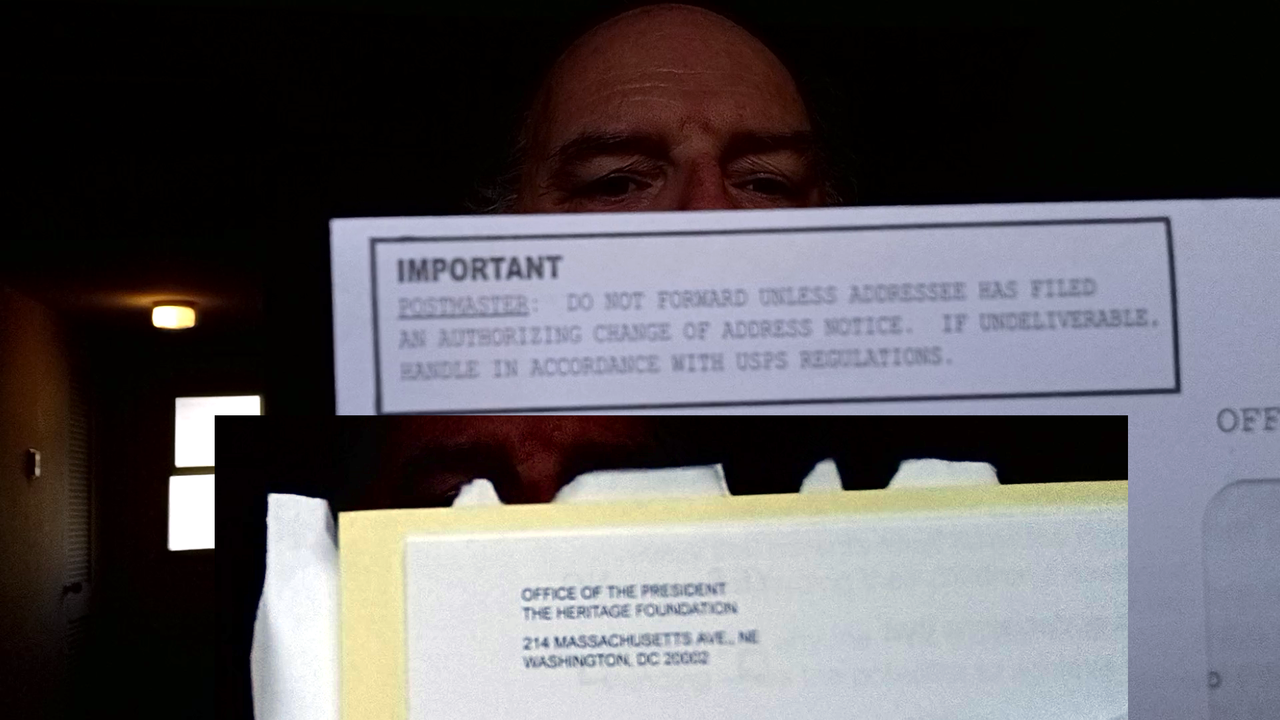 IMPORTANT
POSTMASTER: DO NOT FORWARD UNLESS ADDRESSEE HAS FILED
AN AUTHORIZING CHANGE OF ADDRESS NOTICE. IF UNDELIVERABLE,
HANDLE IN ACCORDANCE WITH USPS REGULATIONS.
OFF
OFFICE OF THE PRESIDENT
THE HERITAGE FOUNDATION
214 MASSACHUSETTS AVE., NE
WASHINGTON, DC 20002